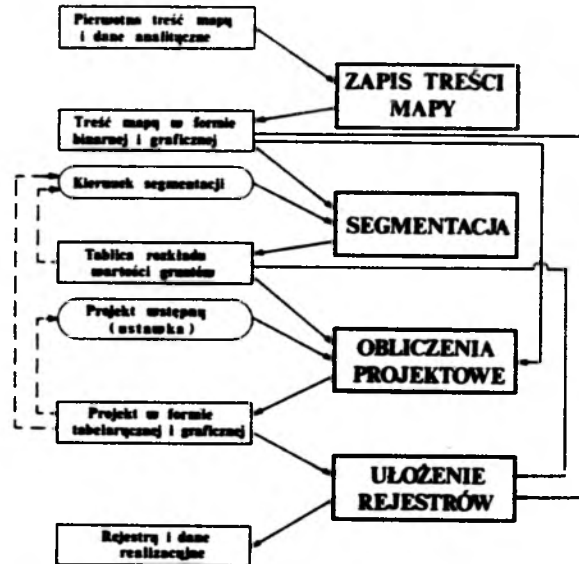 Pierwotna treść mapy
i dane analityczne
ZAPIS TREŚCI
MAPY
Treść mapy w formie
binarnej i graficznej
Kierunek segmentacji
SEGMENTACJA
Tablica rozkładu
wartości gruntów
Projekt wstępny
(ustawka)
OBLICZENIA
PROJEKTOWE
Projekt w formie
tabelarycznej i graficznej
UŁOŻENIE
REJESTRÓW
Rejestry i dane
realizacyjne